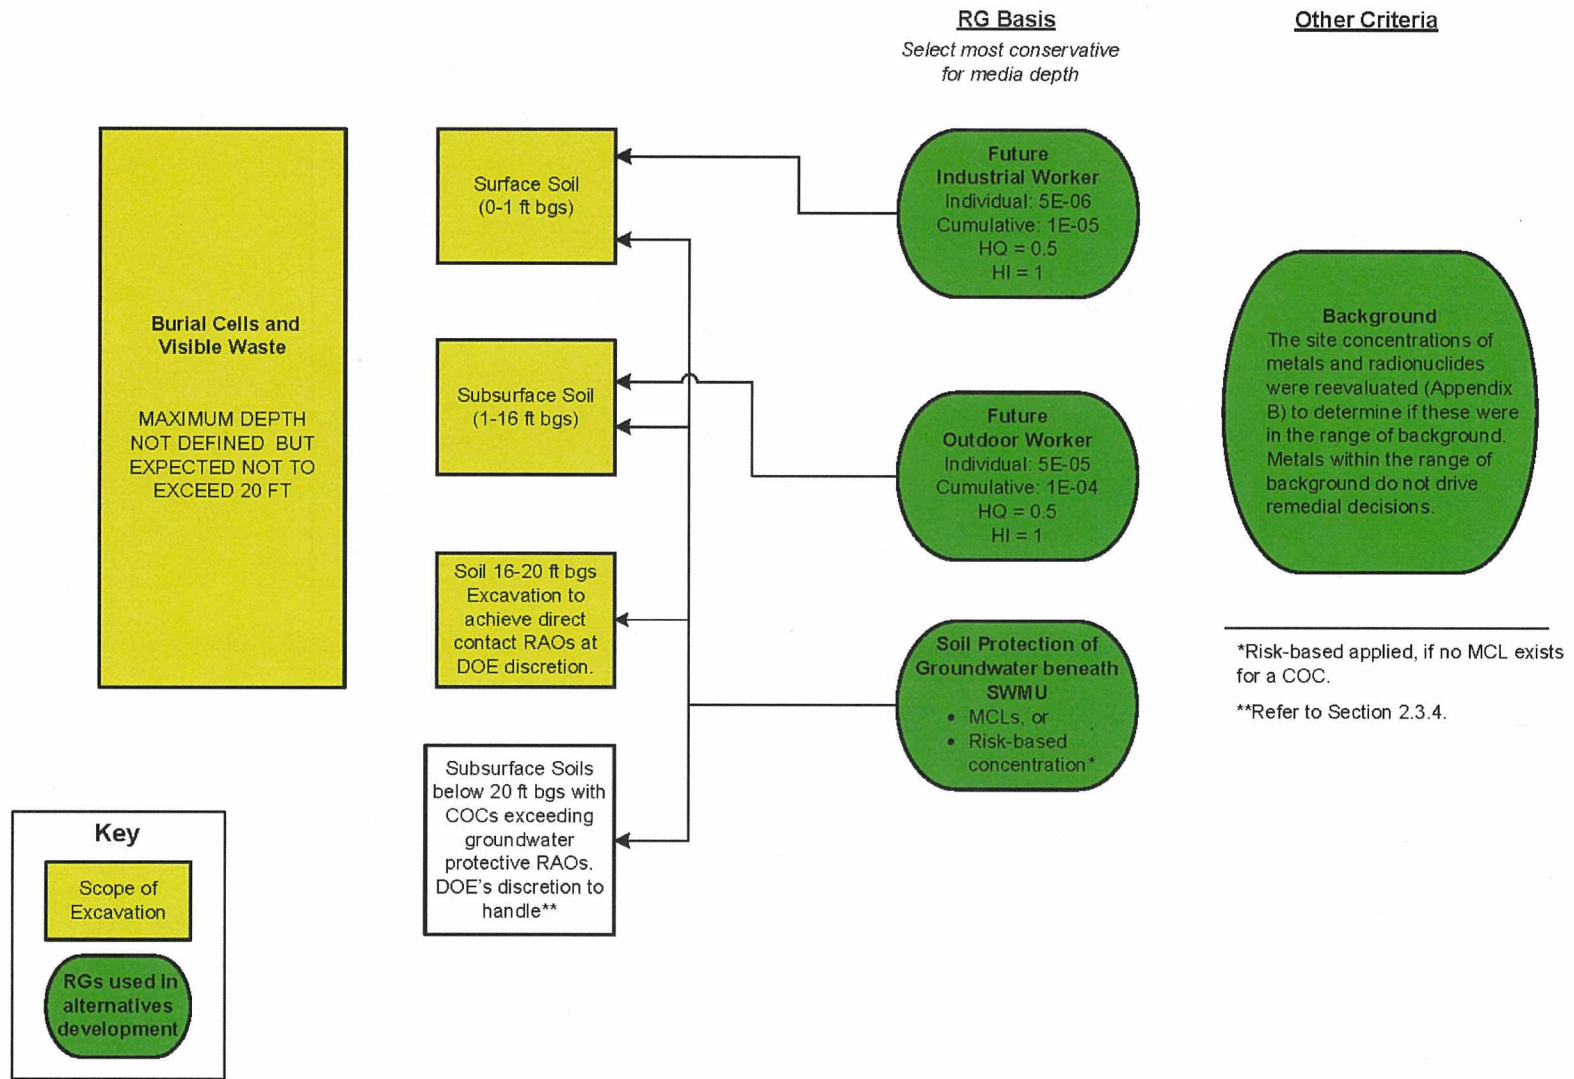 RG Basis
Select most conservative
for media depth
Other Criteria
Burial Cells and
Visible Waste
MAXIMUM DEPTH
NOT DEFINED BUT
EXPECTED NOT TO
EXCEED 20 FT
Surface Soil
(0-1 ft bgs)
Subsurface Soil
(1-16 ft bgs)
Soil 16-20 ft bgs
Excavation to
achieve direct
contact RAOs at
DOE discretion.
Subsurface Soils
below 20 ft bgs with
COCs exceeding
groundwater
protective RAOs.
DOE's discretion to
handle**
Future
Industrial Worker
Individual: 5E-06
Cumulative: 1E-05
HQ = 0.5
HI = 1
Future
Outdoor Worker
Individual: 5E-05
Cumulative: 1E-04
HQ = 0.5
HI = 1
Soil Protection of
Groundwater beneath
SWMU
• MCLs, or
• Risk-based
concentration*
Background
The site concentrations of
metals and radionuclides
were reevaluated (Appendix
B) to determine if these were
in the range of background.
Metals within the range of
background do not drive
remedial decisions.
*Risk-based applied, if no MCL exists
for a COC.
**Refer to Section 2.3.4.
Key
Scope of
Excavation
RGs used in
alternatives
development